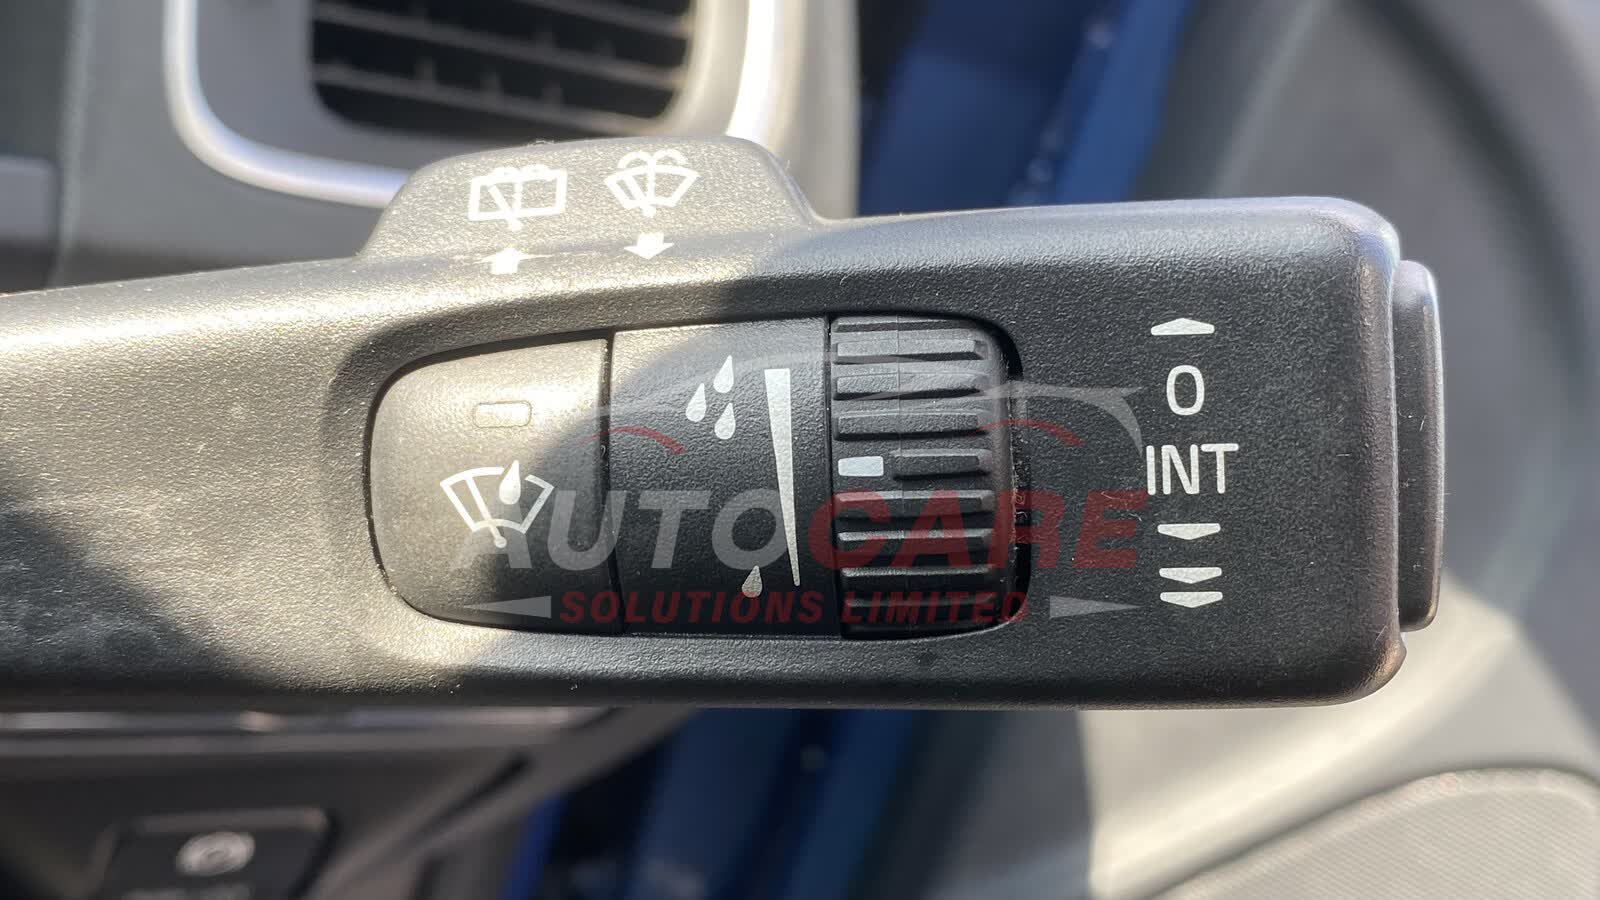 O
INT
AUTOCARE
SOLUTIONS LIMITED